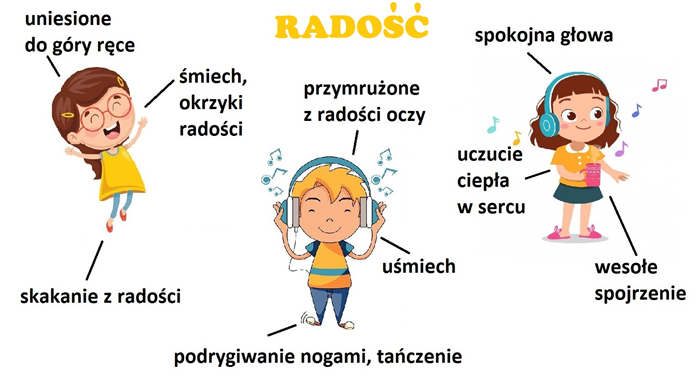 RADOŚĆ
uniesione
do góry ręce
śmiech,
okrzyki
radości
skakanie z radości
przymrużone
z radości oczy
uśmiech
podrygiwanie nogami, tańczenie
spokojna głowa
uczucie
ciepła
w sercu
wesołe
spojrzenie